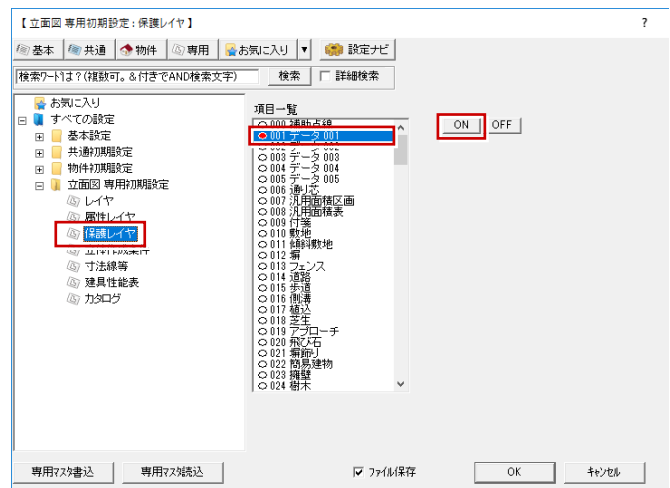 【 立面図 専用初期設定 : 保護レイヤ 】 ?
基本 共通 物件 専用 お気に入り ▼ 設定ナビ
検索ワードは？(複数可。&付きでAND検索文字) 検索 詳細検索
お気に入り
すべての設定
基本設定
共通初期設定
物件初期設定
立面図 専用初期設定
レイヤ
属性レイヤ
保護レイヤ
立体作成条件
寸法線等
建具性能表
カタログ
項目一覧
000 補助点線
001 データ 001
002 データ 002
003 データ 003
004 データ 004
005 データ 005
006 通り芯
007 汎用面積区画
008 汎用面積表
009 付箋
010 敷地
011 傾斜敷地
012 塀
013 フェンス
014 道路
015 歩道
016 側溝
017 植込
018 芝生
019 アプローチ
020 飛び石
021 塀飾り
022 簡易建物
023 擁壁
024 樹木
ON OFF
専用マスタ書込 専用マスタ読込 ファイル保存 OK キャンセル